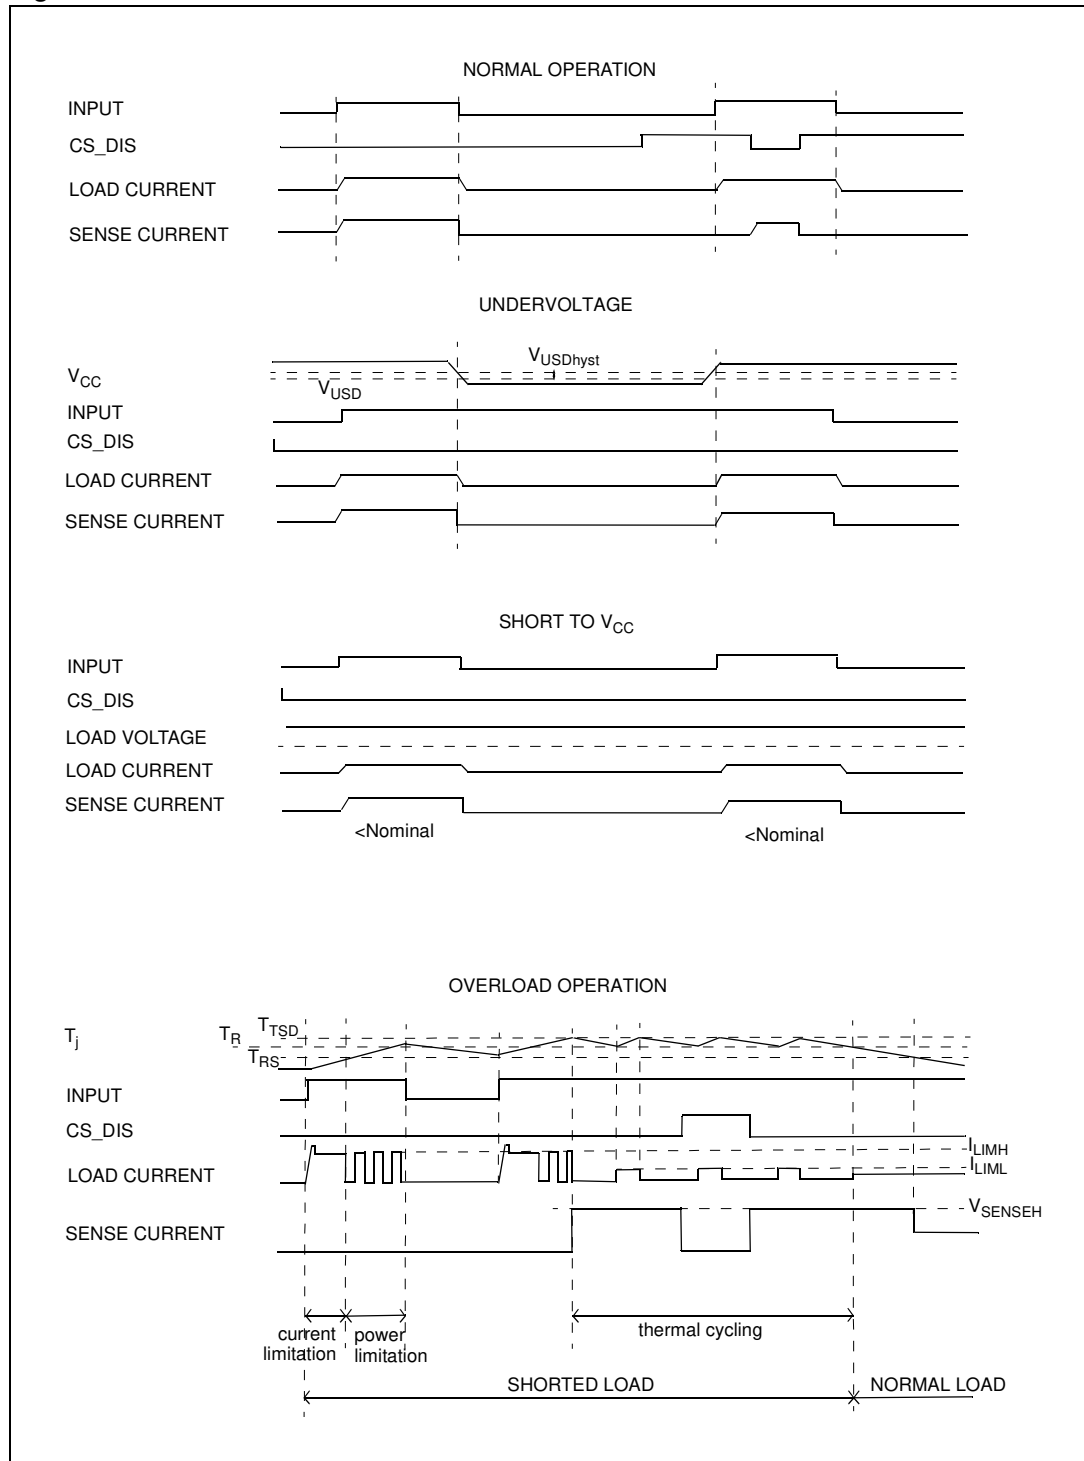 NORMAL OPERATION
INPUT
CS_DIS
LOAD CURRENT
SENSE CURRENT
UNDERVOLTAGE
VUSDhyst
VCC
VUSD
INPUT
CS_DIS
LOAD CURRENT
SENSE CURRENT
SHORT TO VCC
INPUT
CS_DIS
LOAD VOLTAGE
LOAD CURRENT
SENSE CURRENT
<Nominal
<Nominal
OVERLOAD OPERATION
Tj
TR
TTSD
TRS
INPUT
CS_DIS
ILIMH
LOAD CURRENT
ILIML
VSENSEH
SENSE CURRENT
current limitation
power limitation
thermal cycling
SHORTED LOAD
NORMAL LOAD